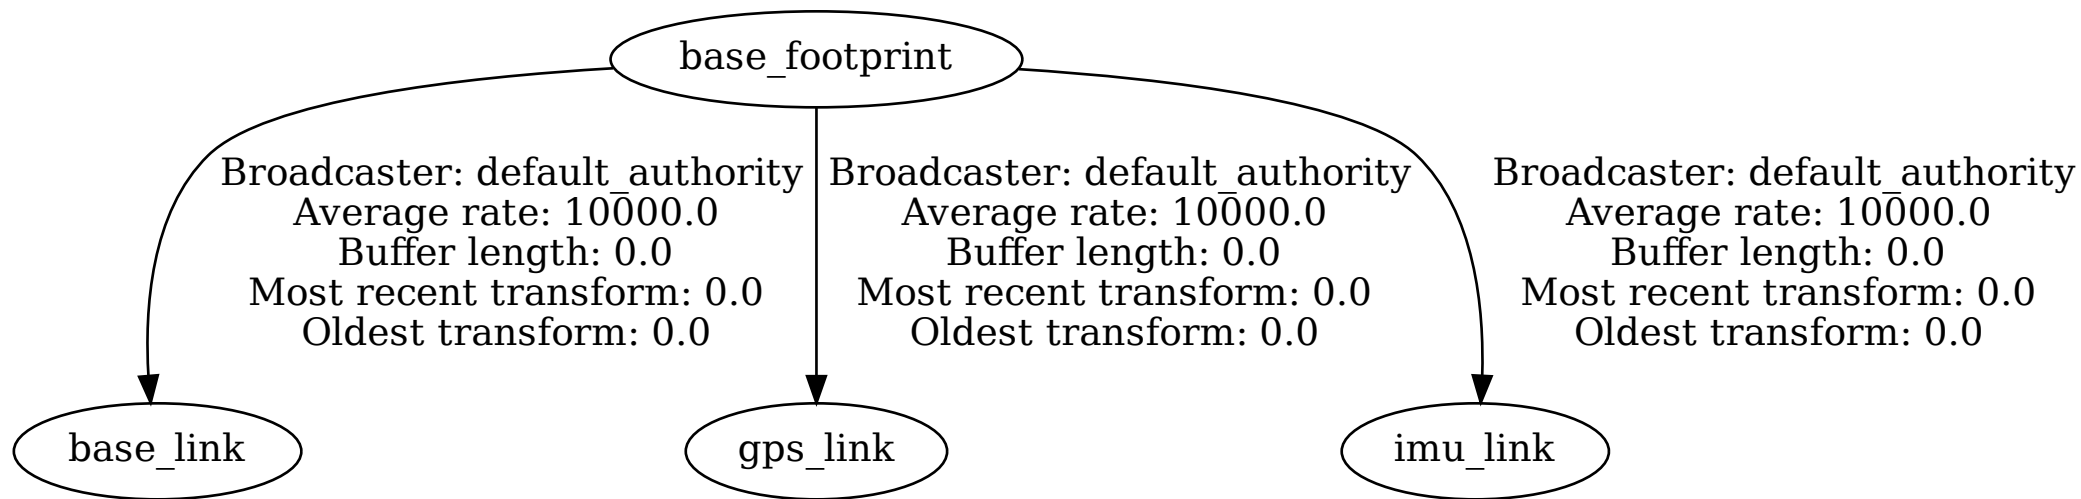 base_footprint
Broadcaster: default_authority
Average rate: 10000.0
Buffer length: 0.0
Most recent transform: 0.0
Oldest transform: 0.0
Broadcaster: default_authority
Average rate: 10000.0
Buffer length: 0.0
Most recent transform: 0.0
Oldest transform: 0.0
Broadcaster: default_authority
Average rate: 10000.0
Buffer length: 0.0
Most recent transform: 0.0
Oldest transform: 0.0
base_link
gps_link
imu_link